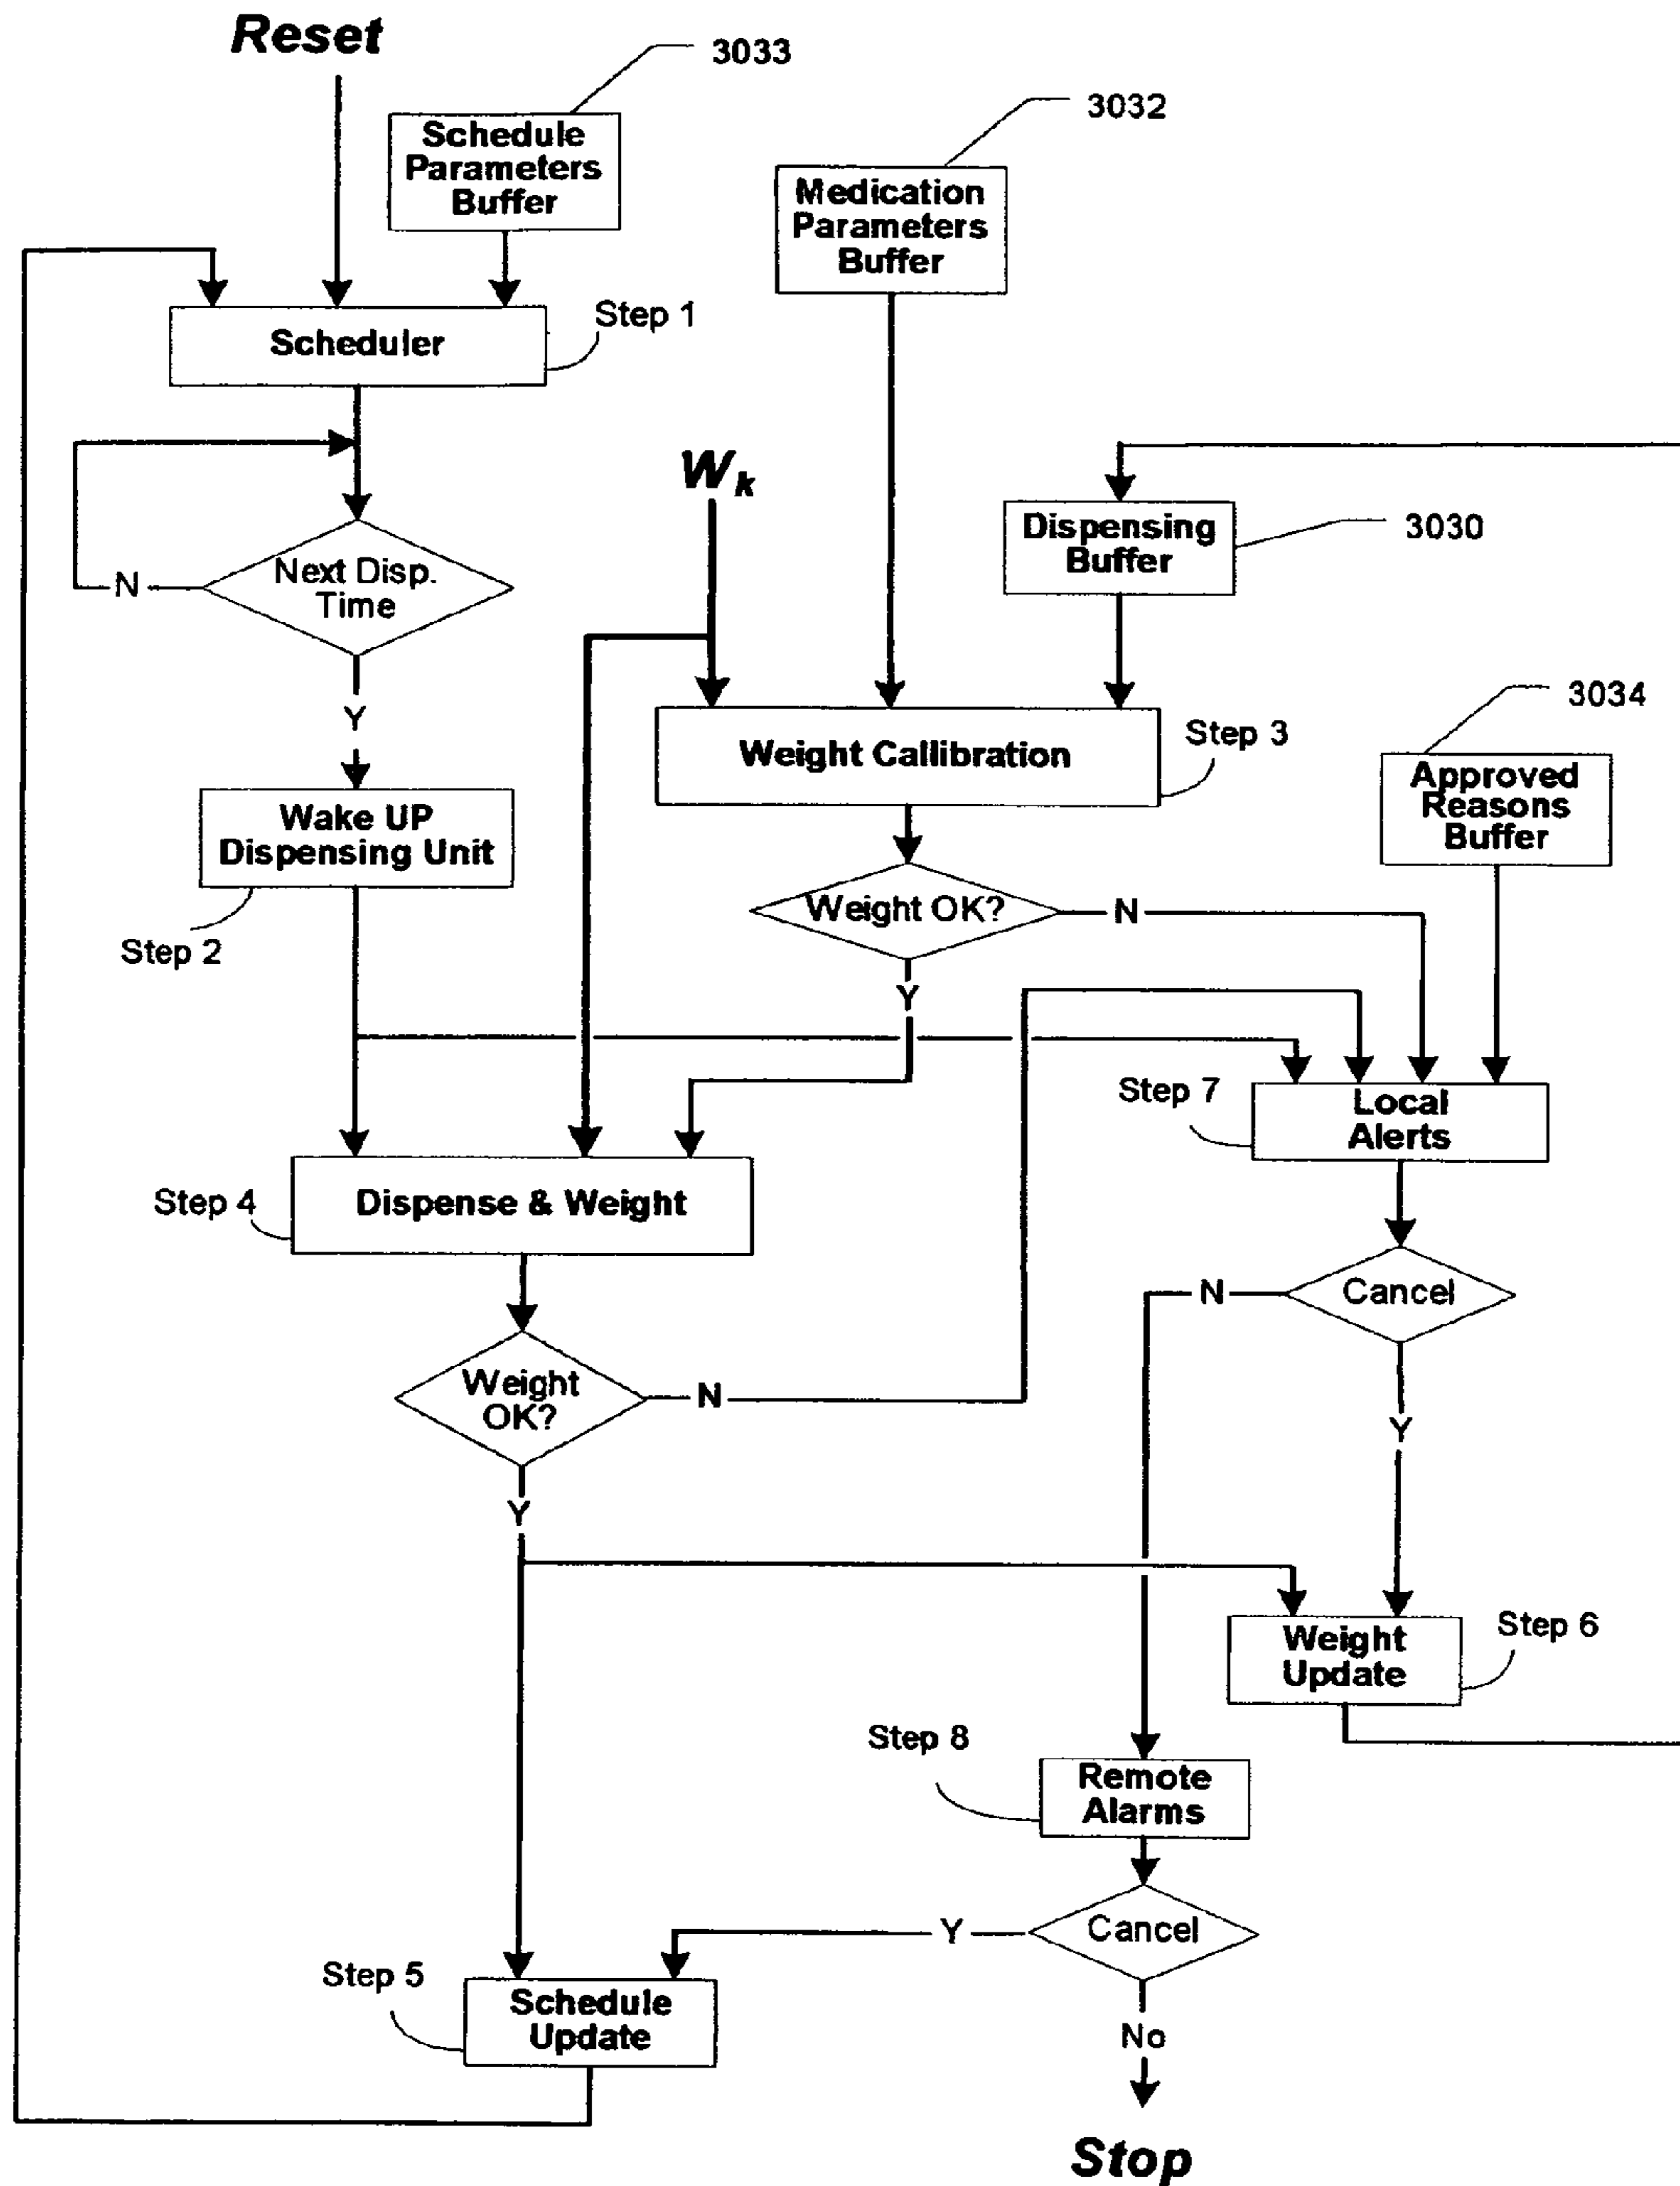 Reset
3033
Schedule
Parameters
Buffer
3032
Medication
Parameters
Buffer
Step 1
Scheduler
W k
Dispensing
Buffer
3030
Next Disp.
Time
N
Y
3034
Weight Callibration
Step 3
Approved
Reasons
Buffer
Wake UP
Dispensing Unit
Step 2
Weight OK?
N
Y
Step 7
Local
Alerts
Step 4
Dispense & Weight
N
Cancel
Weight
OK?
N
Y
Y
Weight
Update
Step 6
Step 8
Remote
Alarms
Y
Cancel
Step 5
Schedule
Update
No
Stop